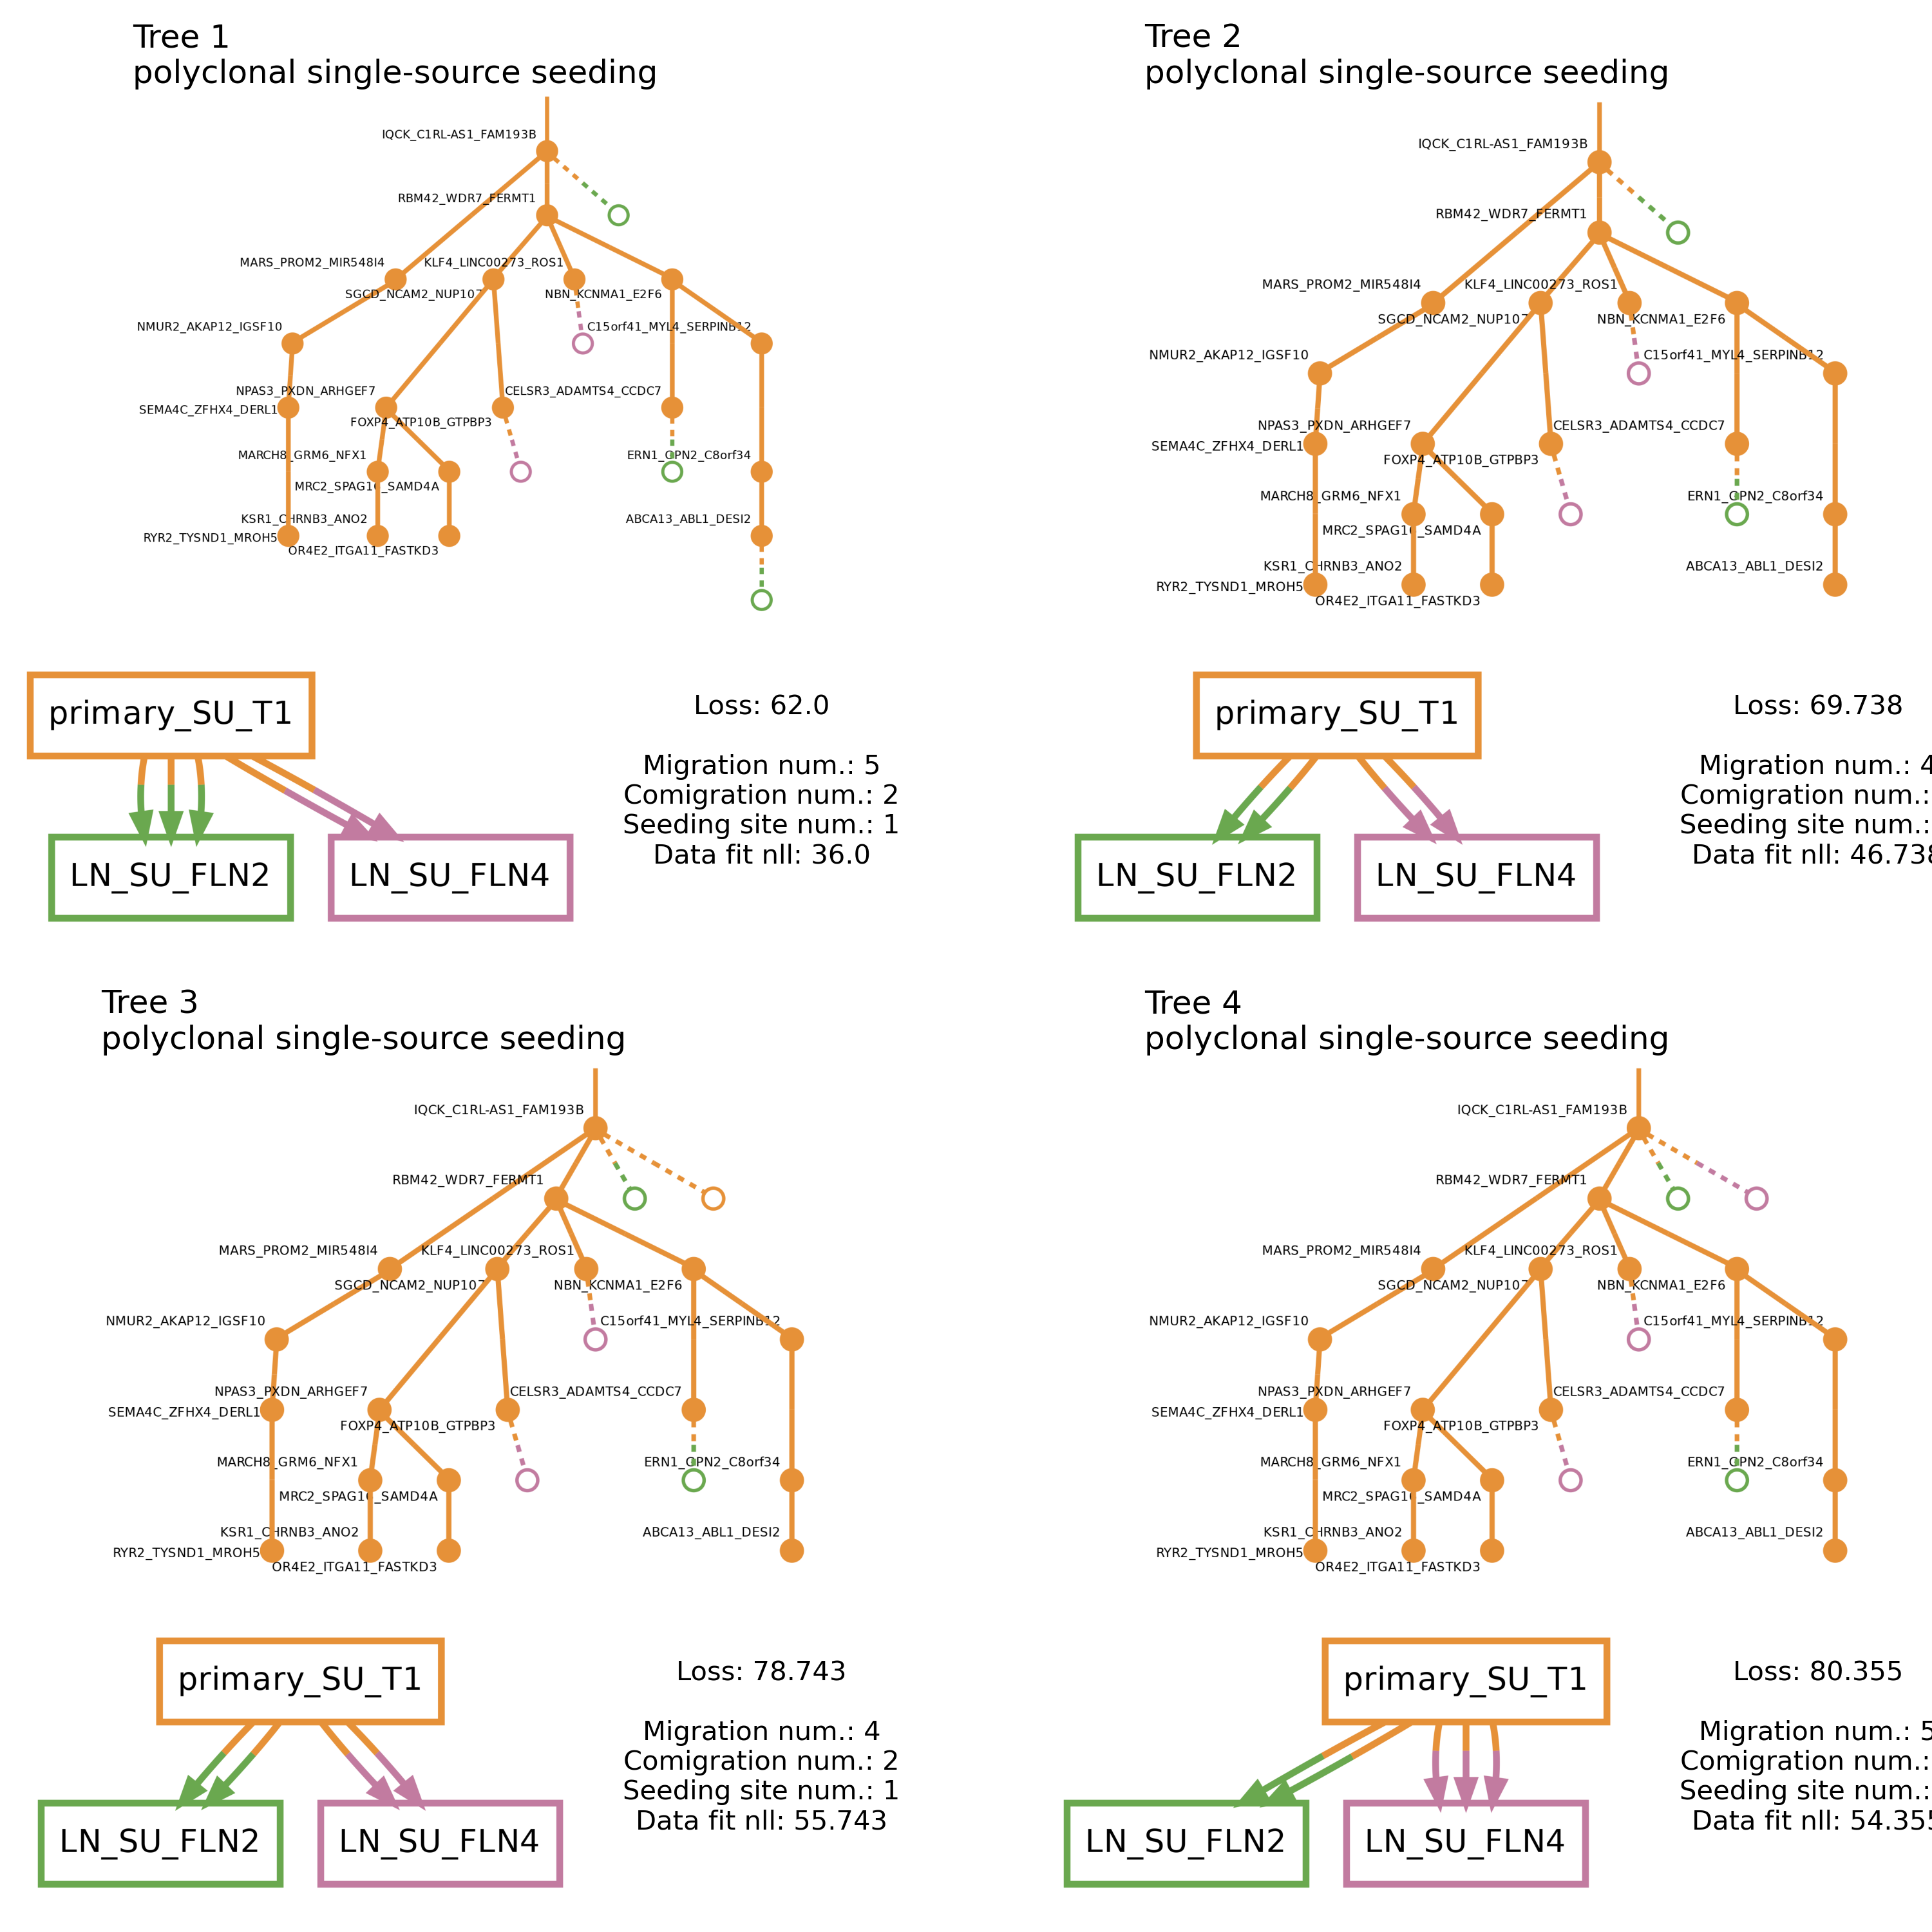 Tree 1
polyclonal single-source seeding
IQCK_C1RL-AS1_FAM193B
RBM42_WDR7_FERMT1
MARS_PROM2_MIR548I4
KLF4_LINC00273_ROS1
SGCD_NCAM2_NUP107
NBN_KCNMA1_E2F6
NMUR2_AKAP12_IGSF10
C15orf41_MYL4_SERPINB12
NPAS3_PXDN_ARHGEF7
CELSR3_ADAMTS4_CCDC7
SEMA4C_ZFHX4_DERL1
FOXP4_ATP10B_GTPBP3
MARCH8_GRM6_NFX1
ERN1_OPN2_C8orf34
MRC2_SPAG16_SAMD4A
KSR1_CHRNB3_ANO2
ABCA13_ABL1_DESI2
RYR2_TYSND1_MROH5
OR4E2_ITGA11_FASTKD3
primary_SU_T1
LN_SU_FLN2
LN_SU_FLN4
Loss: 62.0
Migration num.: 5
Comigration num.: 2
Seeding site num.: 1
Data fit nll: 36.0
Tree 2
polyclonal single-source seeding
IQCK_C1RL-AS1_FAM193B
RBM42_WDR7_FERMT1
MARS_PROM2_MIR548I4
KLF4_LINC00273_ROS1
SGCD_NCAM2_NUP107
NBN_KCNMA1_E2F6
NMUR2_AKAP12_IGSF10
C15orf41_MYL4_SERPINB12
NPAS3_PXDN_ARHGEF7
CELSR3_ADAMTS4_CCDC7
SEMA4C_ZFHX4_DERL1
FOXP4_ATP10B_GTPBP3
MARCH8_GRM6_NFX1
ERN1_OPN2_C8orf34
MRC2_SPAG16_SAMD4A
KSR1_CHRNB3_ANO2
ABCA13_ABL1_DESI2
RYR2_TYSND1_MROH5
OR4E2_ITGA11_FASTKD3
primary_SU_T1
LN_SU_FLN2
LN_SU_FLN4
Loss: 69.738
Migration num.: 4
Comigration num.:
Seeding site num.:
Data fit nll: 46.738
Tree 3
polyclonal single-source seeding
IQCK_C1RL-AS1_FAM193B
RBM42_WDR7_FERMT1
MARS_PROM2_MIR548I4
KLF4_LINC00273_ROS1
SGCD_NCAM2_NUP107
NBN_KCNMA1_E2F6
NMUR2_AKAP12_IGSF10
C15orf41_MYL4_SERPINB12
NPAS3_PXDN_ARHGEF7
CELSR3_ADAMTS4_CCDC7
SEMA4C_ZFHX4_DERL1
FOXP4_ATP10B_GTPBP3
MARCH8_GRM6_NFX1
ERN1_OPN2_C8orf34
MRC2_SPAG16_SAMD4A
KSR1_CHRNB3_ANO2
ABCA13_ABL1_DESI2
RYR2_TYSND1_MROH5
OR4E2_ITGA11_FASTKD3
primary_SU_T1
LN_SU_FLN2
LN_SU_FLN4
Loss: 78.743
Migration num.: 4
Comigration num.: 2
Seeding site num.: 1
Data fit nll: 55.743
Tree 4
polyclonal single-source seeding
IQCK_C1RL-AS1_FAM193B
RBM42_WDR7_FERMT1
MARS_PROM2_MIR548I4
KLF4_LINC00273_ROS1
SGCD_NCAM2_NUP107
NBN_KCNMA1_E2F6
NMUR2_AKAP12_IGSF10
C15orf41_MYL4_SERPINB12
NPAS3_PXDN_ARHGEF7
CELSR3_ADAMTS4_CCDC7
SEMA4C_ZFHX4_DERL1
FOXP4_ATP10B_GTPBP3
MARCH8_GRM6_NFX1
ERN1_OPN2_C8orf34
MRC2_SPAG16_SAMD4A
KSR1_CHRNB3_ANO2
ABCA13_ABL1_DESI2
RYR2_TYSND1_MROH5
OR4E2_ITGA11_FASTKD3
primary_SU_T1
LN_SU_FLN2
LN_SU_FLN4
Loss: 80.355
Migration num.: 5
Comigration num.:
Seeding site num.:
Data fit nll: 54.355